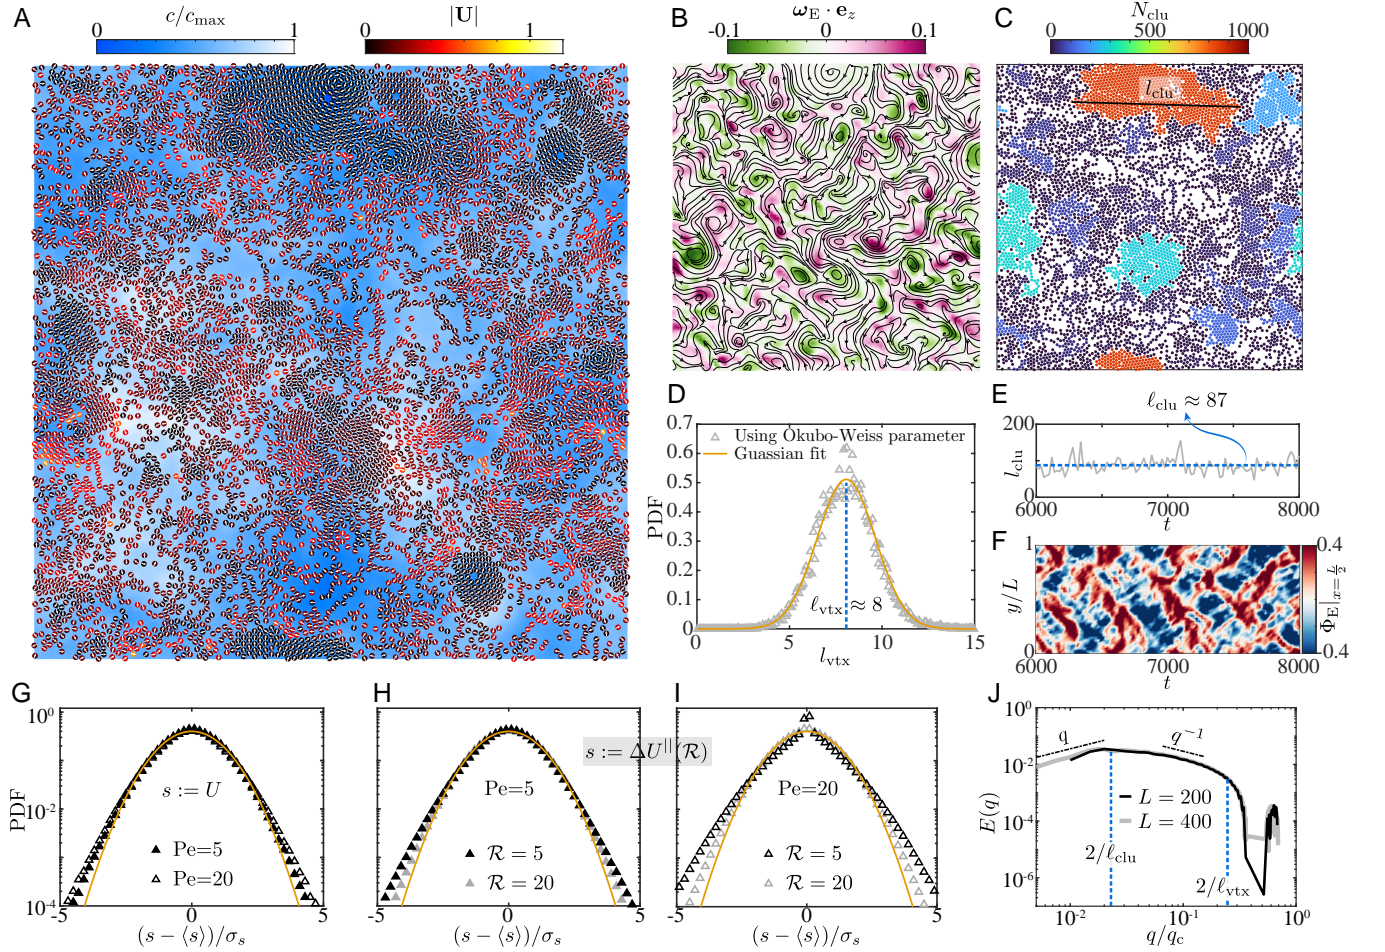 A
c/c_max
0 1
|U|
0 1
B
ω_E · e_z
-0.1 0 0.1
C
N_clu
0 500 1000
l_clu
D
0.7
0.6
0.5
0.4
0.3
0.2
0.1
0
PDF
Using Okubo-Weiss parameter
Guassian fit
ℓ_vtx ≈ 8
0 5 10 15
l_vtx
E
ℓ_clu ≈ 87
200
100
0
l_clu
6000 7000 8000
t
F
1
0
y/L
6000 7000 8000
t
0.4
0
0.4
Φ_E|_{x=L/2}
G
10^0
10^-2
10^-4
PDF
s := U
Pe=5
Pe=20
-5 0 5
(s − ⟨s⟩)/σ_s
H
s := ΔU^||(ℛ)
Pe=5
ℛ = 5
ℛ = 20
-5 0 5
(s − ⟨s⟩)/σ_s
I
Pe=20
ℛ = 5
ℛ = 20
-5 0 5
(s − ⟨s⟩)/σ_s
J
10^0
10^-2
10^-4
10^-6
E(q)
q
q^-1
L = 200
L = 400
2/ℓ_clu
2/ℓ_vtx
10^-2 10^-1 10^0
q/q_c